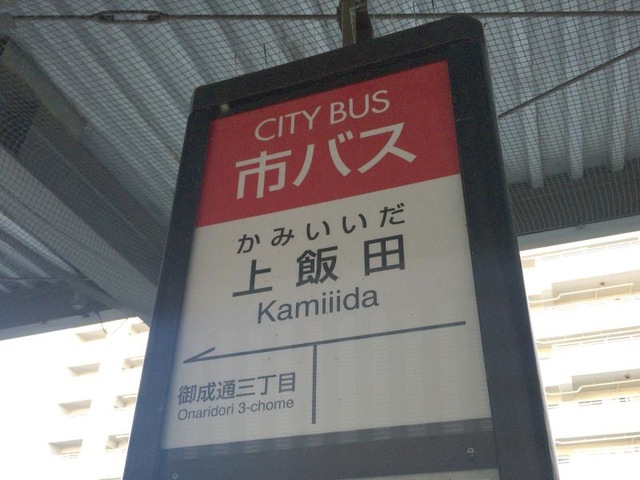 CITY BUS
市バス
かみいいだ
上飯田
Kamiiida
御成通三丁目
Onaridori 3-chome